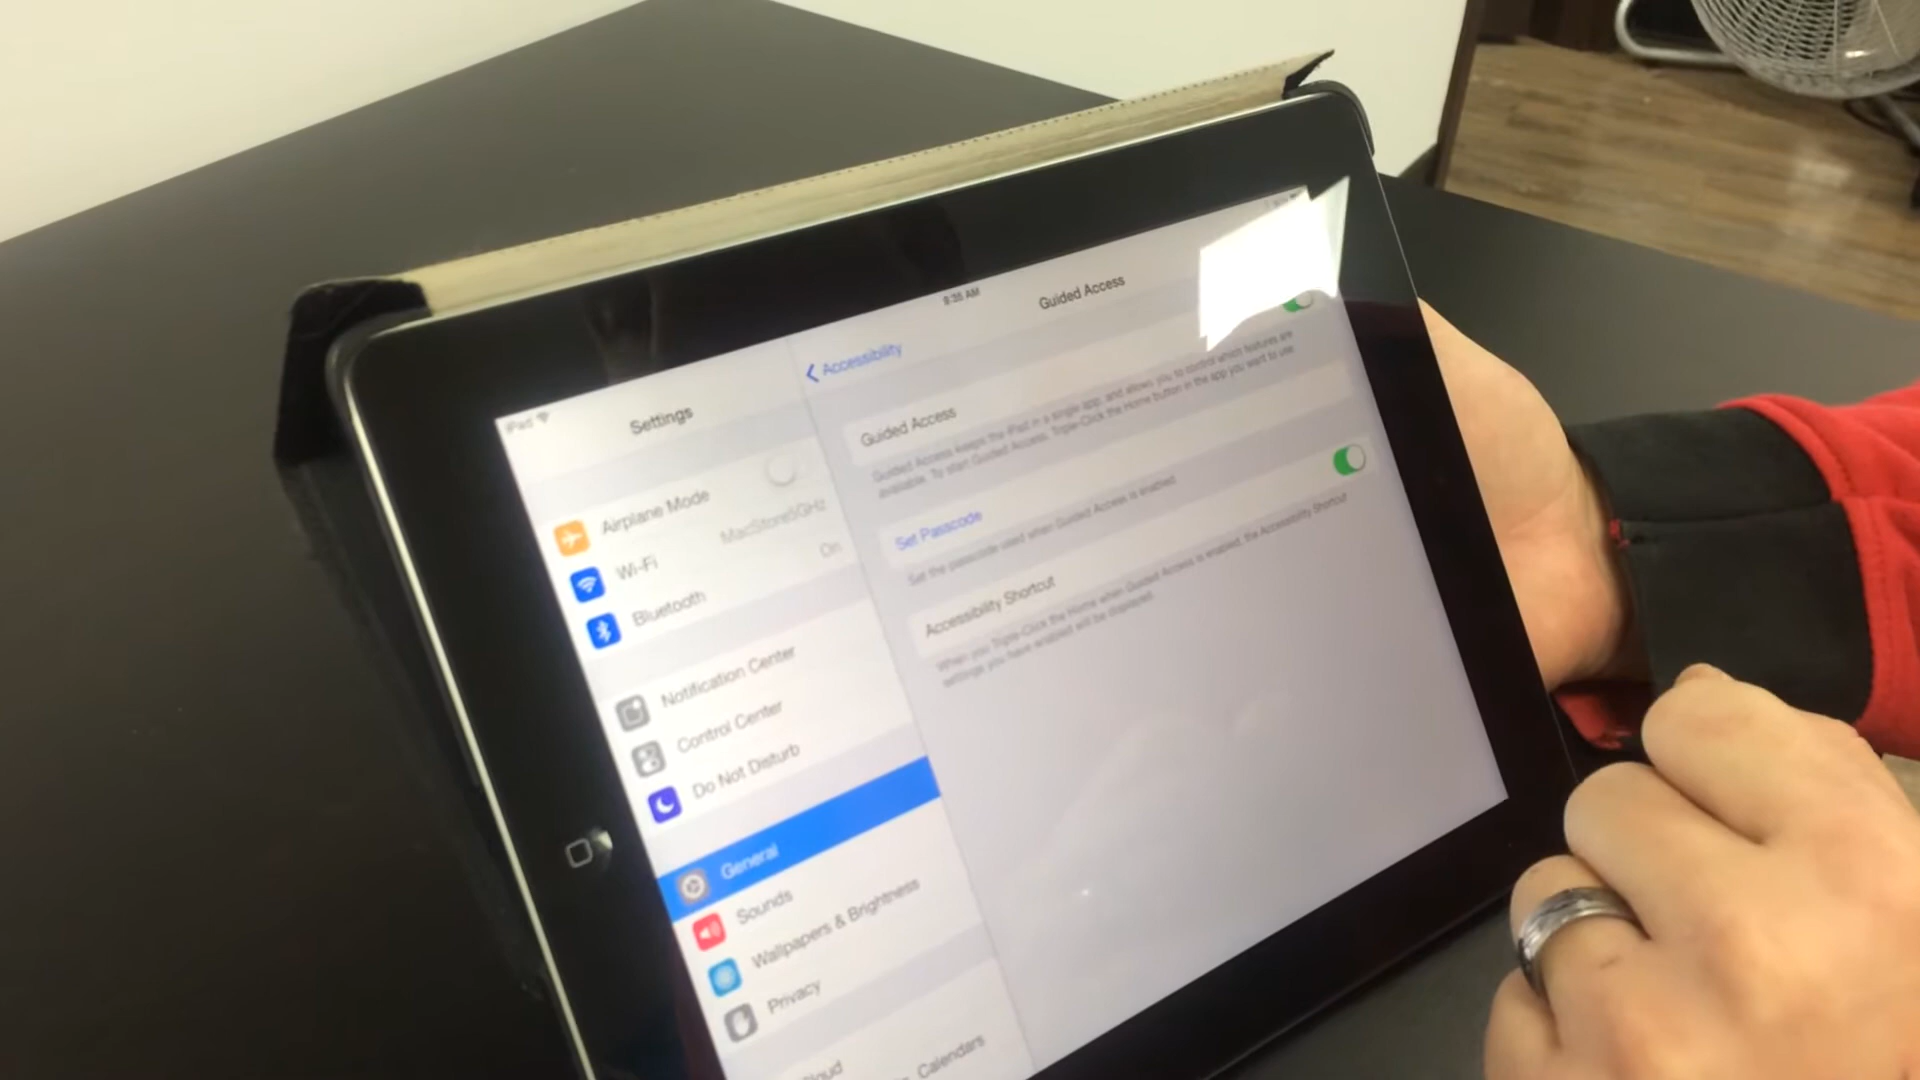 iPad
9:35 AM
Settings
Airplane Mode
Wi-Fi
MacStore5GHz
Bluetooth
On
Notification Center
Control Center
Do Not Disturb
General
Sounds
Wallpapers & Brightness
Privacy
Calendars
Accessibility
Guided Access
Guided Access
Guided Access keeps the iPad in a single app, and allows you to control which features are
available. To start Guided Access, Triple-Click the Home button in the app you want to use.
Set Passcode
Set the passcode used when Guided Access is enabled
Accessibility Shortcut
When you Triple-Click the Home when Guided Access is enabled, the Accessibility Shortcut
settings you have enabled will be displayed.